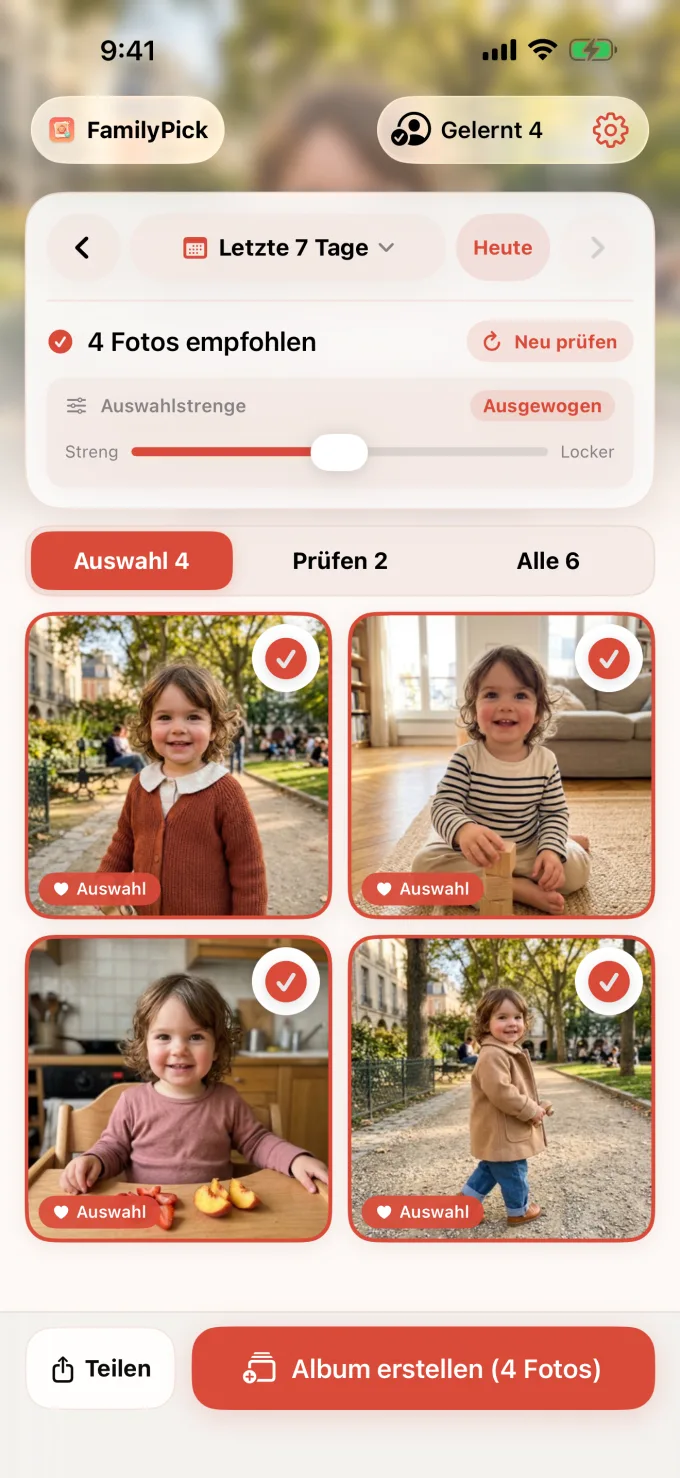 9:41
FamilyPick
Gelernt 4
Letzte 7 Tage
Heute
4 Fotos empfohlen
Neu prüfen
Auswahlstrenge
Ausgewogen
Streng
Locker
Auswahl 4
Prüfen 2
Alle 6
Auswahl
Auswahl
Auswahl
Auswahl
Teilen
Album erstellen (4 Fotos)